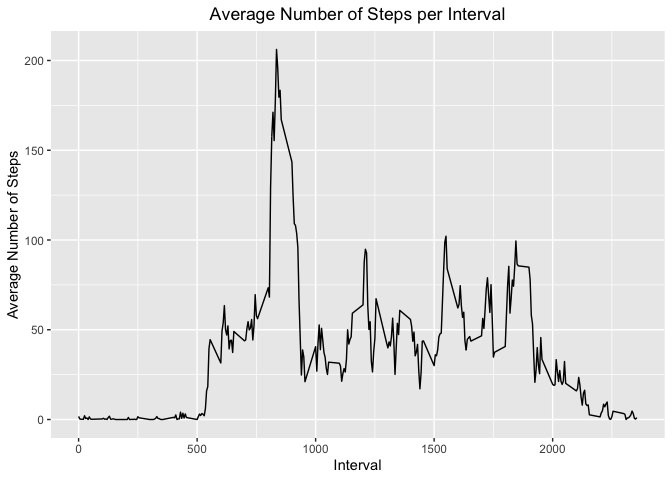 Average Number of Steps per Interval
Average Number of Steps
200
150
100
50
0
0 500 1000 1500 2000
Interval